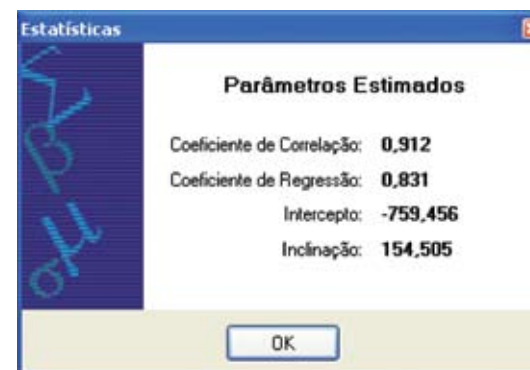 Estatísticas
Parâmetros Estimados
Coeficiente de Correlação: 0,912
Coeficiente de Regressão: 0,831
Intercepto: -759,456
Inclinação: 154,505
Σ
β
μ
σ
OK